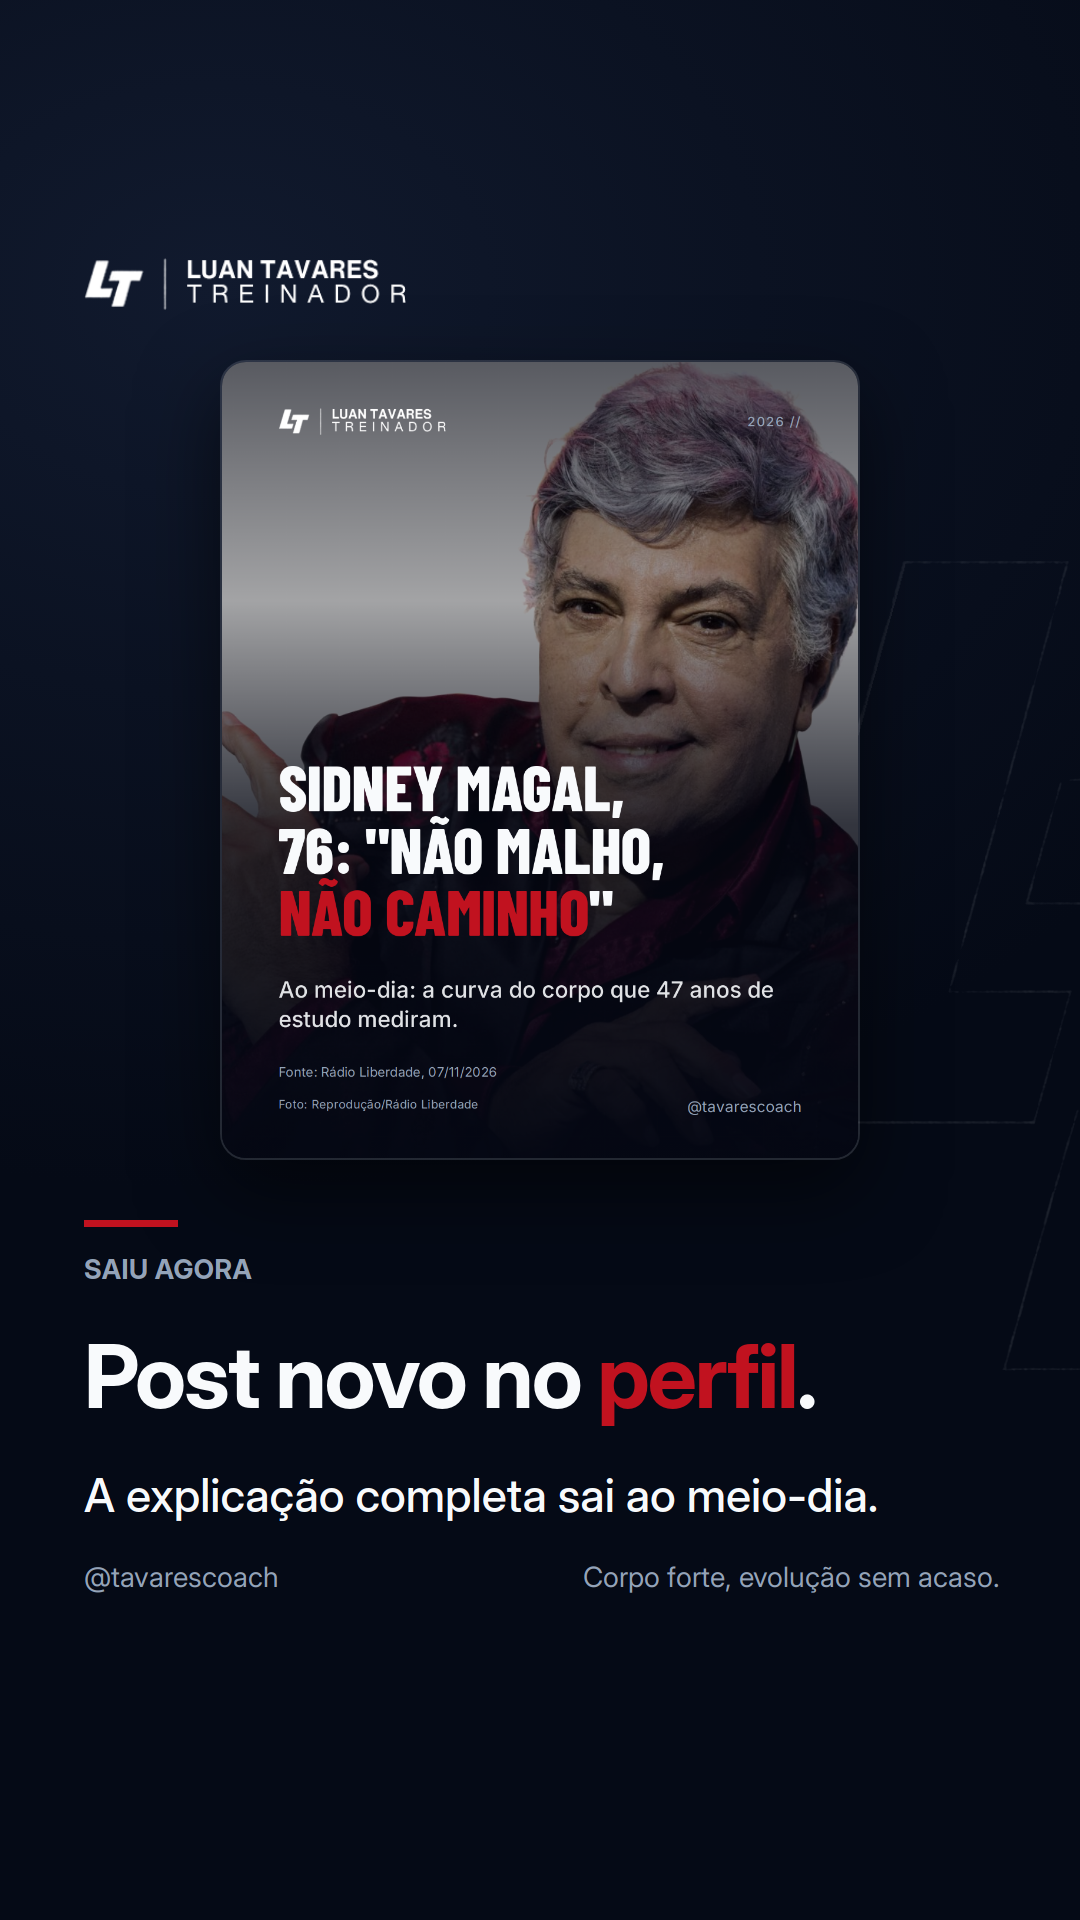 LT | LUAN TAVARES
TREINADOR
LT | LUAN TAVARES
TREINADOR
2026 //
SIDNEY MAGAL,
76: "NÃO MALHO,
NÃO CAMINHO"
Ao meio-dia: a curva do corpo que 47 anos de
estudo mediram.
Fonte: Rádio Liberdade, 07/11/2026
Foto: Reprodução/Rádio Liberdade
@tavarescoach
SAIU AGORA
Post novo no perfil.
A explicação completa sai ao meio-dia.
@tavarescoach
Corpo forte, evolução sem acaso.